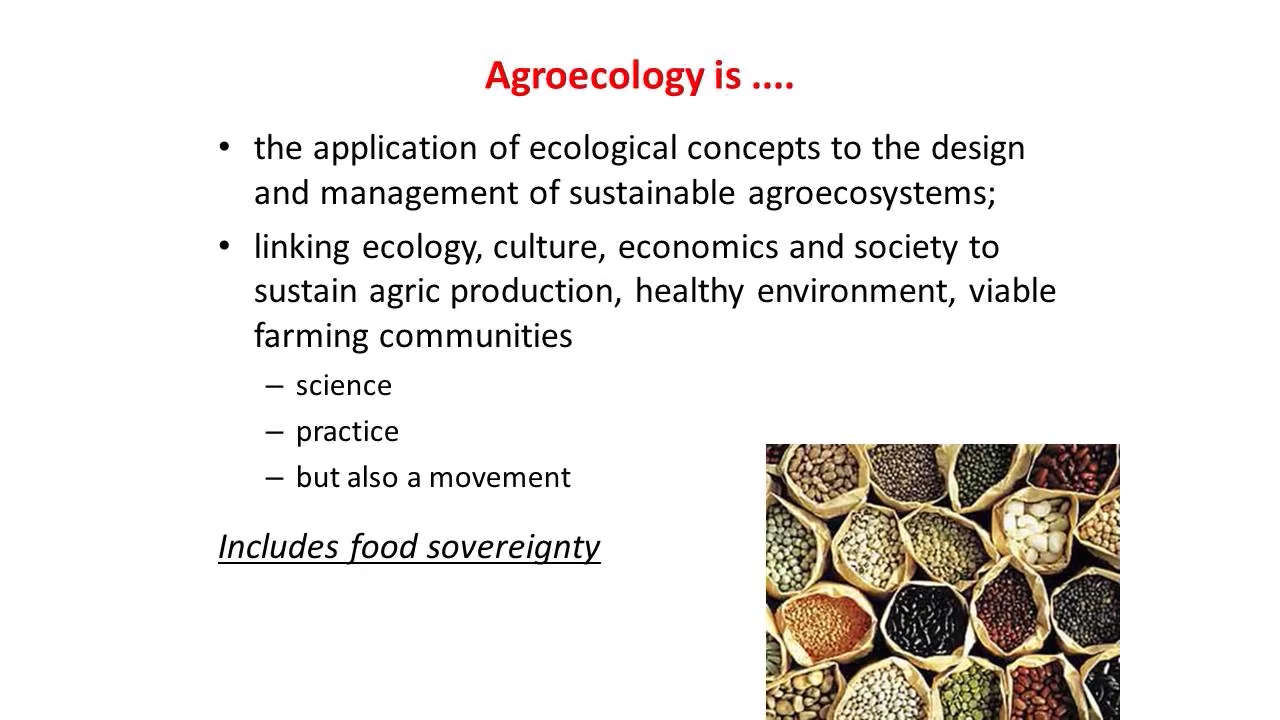 Agroecology is ....
• the application of ecological concepts to the design
and management of sustainable agroecosystems;
• linking ecology, culture, economics and society to
sustain agric production, healthy environment, viable
farming communities
– science
– practice
– but also a movement
Includes food sovereignty